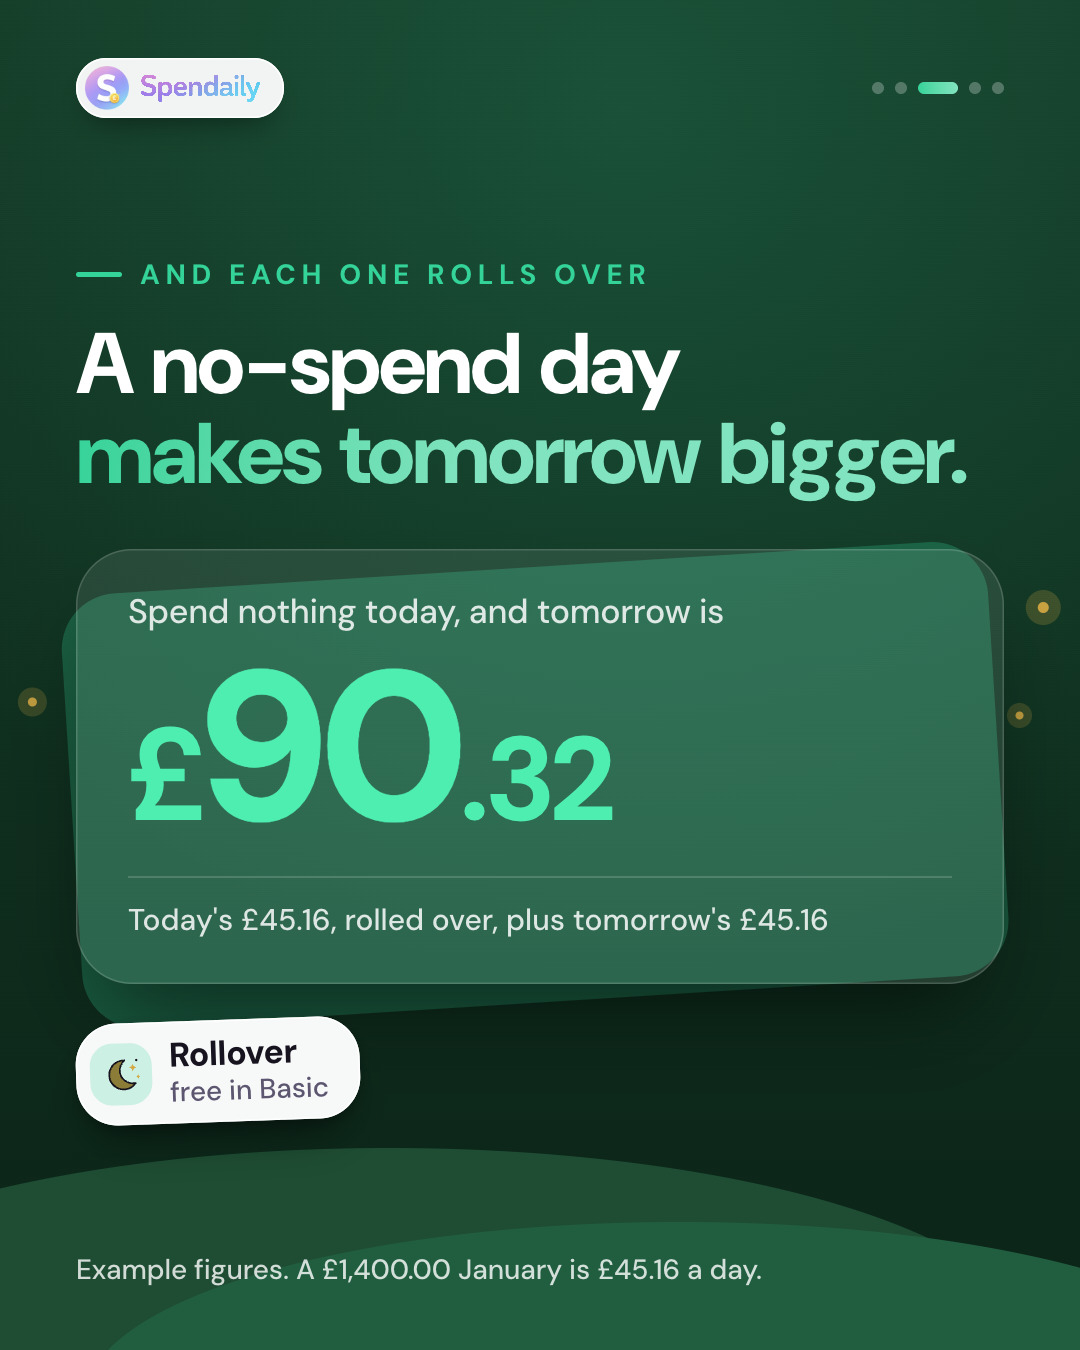 Spendaily
AND EACH ONE ROLLS OVER
A no-spend day
makes tomorrow bigger.
Spend nothing today, and tomorrow is
£90.32
Today's £45.16, rolled over, plus tomorrow's £45.16
Rollover
free in Basic
Example figures. A £1,400.00 January is £45.16 a day.